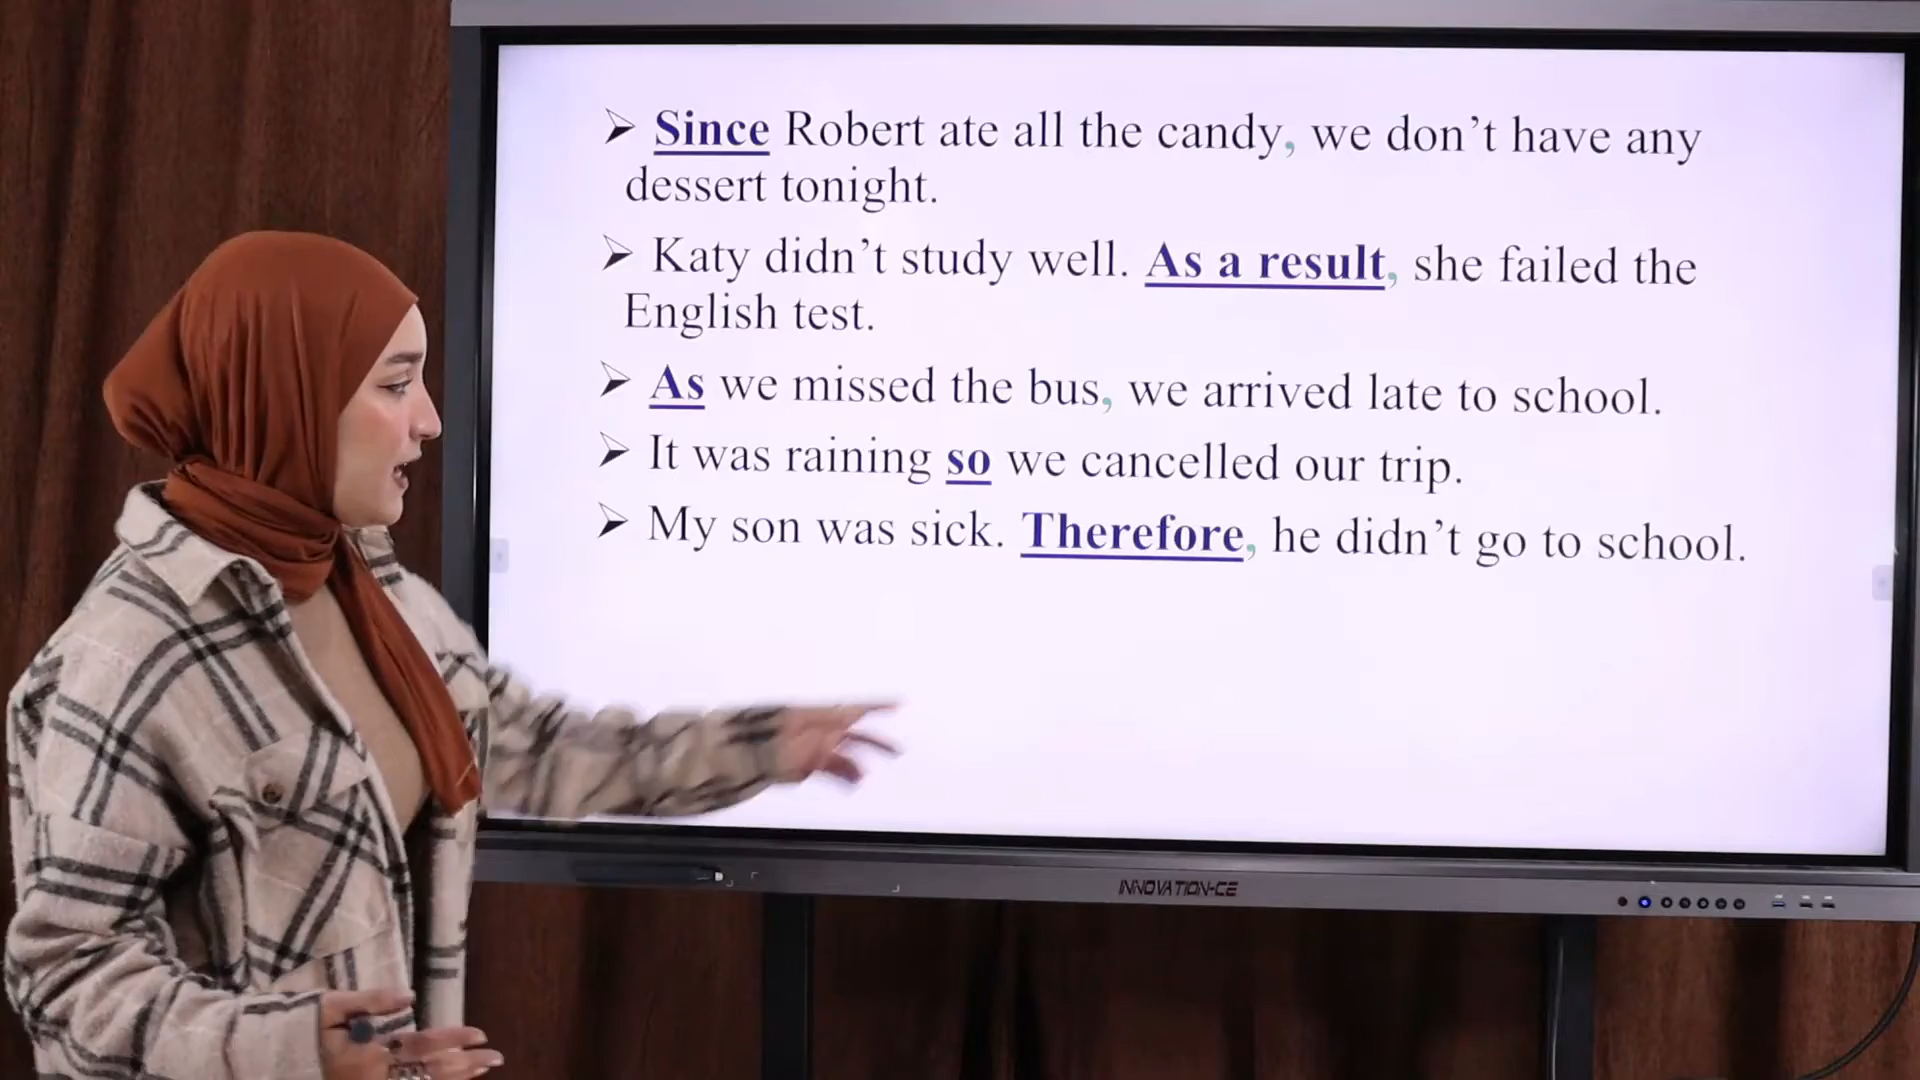 ➢ Since Robert ate all the candy, we don’t have any
dessert tonight.
➢ Katy didn’t study well. As a result, she failed the
English test.
➢ As we missed the bus, we arrived late to school.
➢ It was raining so we cancelled our trip.
➢ My son was sick. Therefore, he didn’t go to school.
INNOVATION-CE